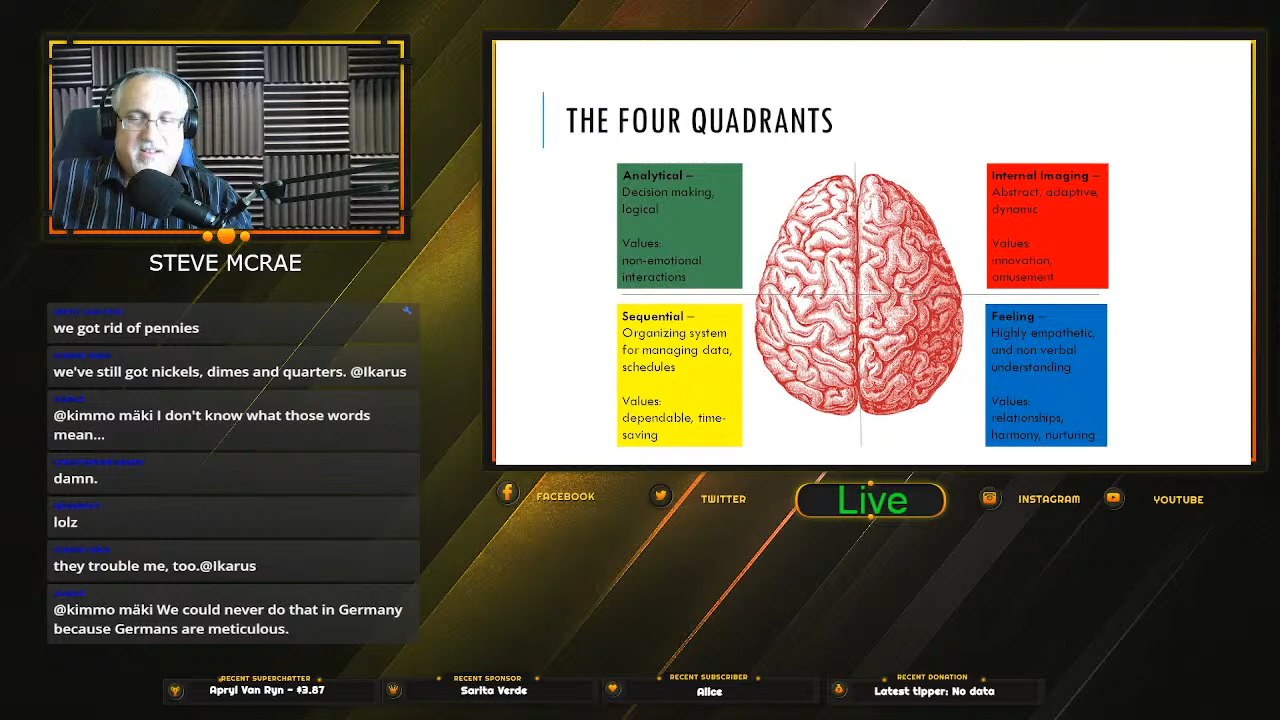 STEVE MCRAE
we got rid of pennies
we've still got nickels, dimes and quarters. @Ikarus
@kimmo mäki I don't know what those words
mean...
damn.
lolz
they trouble me, too.@Ikarus
@kimmo mäki We could never do that in Germany
because Germans are meticulous.
THE FOUR QUADRANTS
Analytical –
Decision making,
logical
Values:
non-emotional
interactions
Internal Imaging –
Abstract, adaptive,
dynamic
Values:
innovation,
amusement
Sequential –
Organizing system
for managing data,
schedules
Values:
dependable, time-
saving
Feeling –
Highly empathetic,
and non verbal
understanding
Values:
relationships,
harmony, nurturing
FACEBOOK
TWITTER
Live
INSTAGRAM
YOUTUBE
RECENT SUPERCHATTER
Apryl Van Ryn - $3.87
RECENT SPONSOR
Sarita Verde
RECENT SUBSCRIBER
Alice
RECENT DONATION
Latest tipper: No data